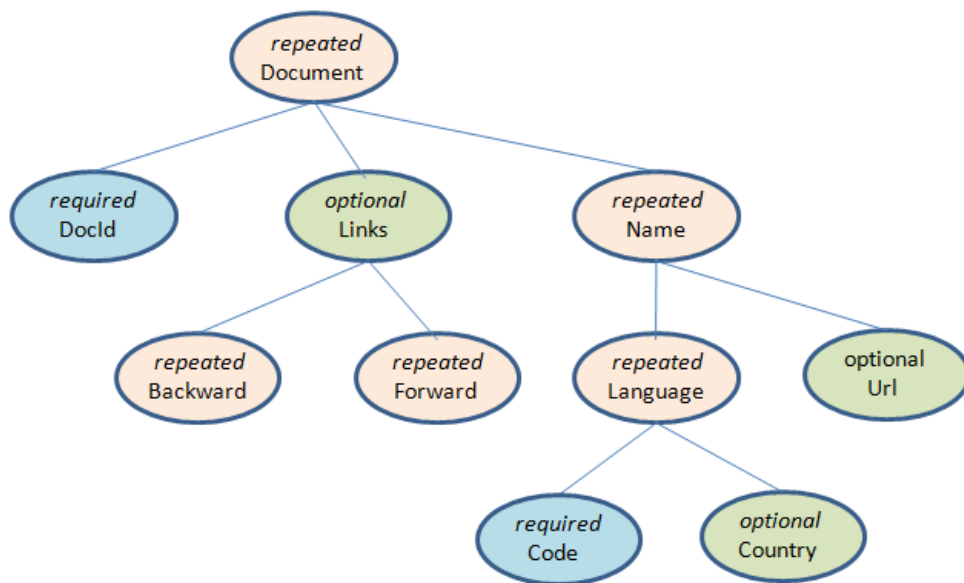 repeated
Document
required
DocId
optional
Links
repeated
Name
repeated
Backward
repeated
Forward
repeated
Language
optional
Url
required
Code
optional
Country